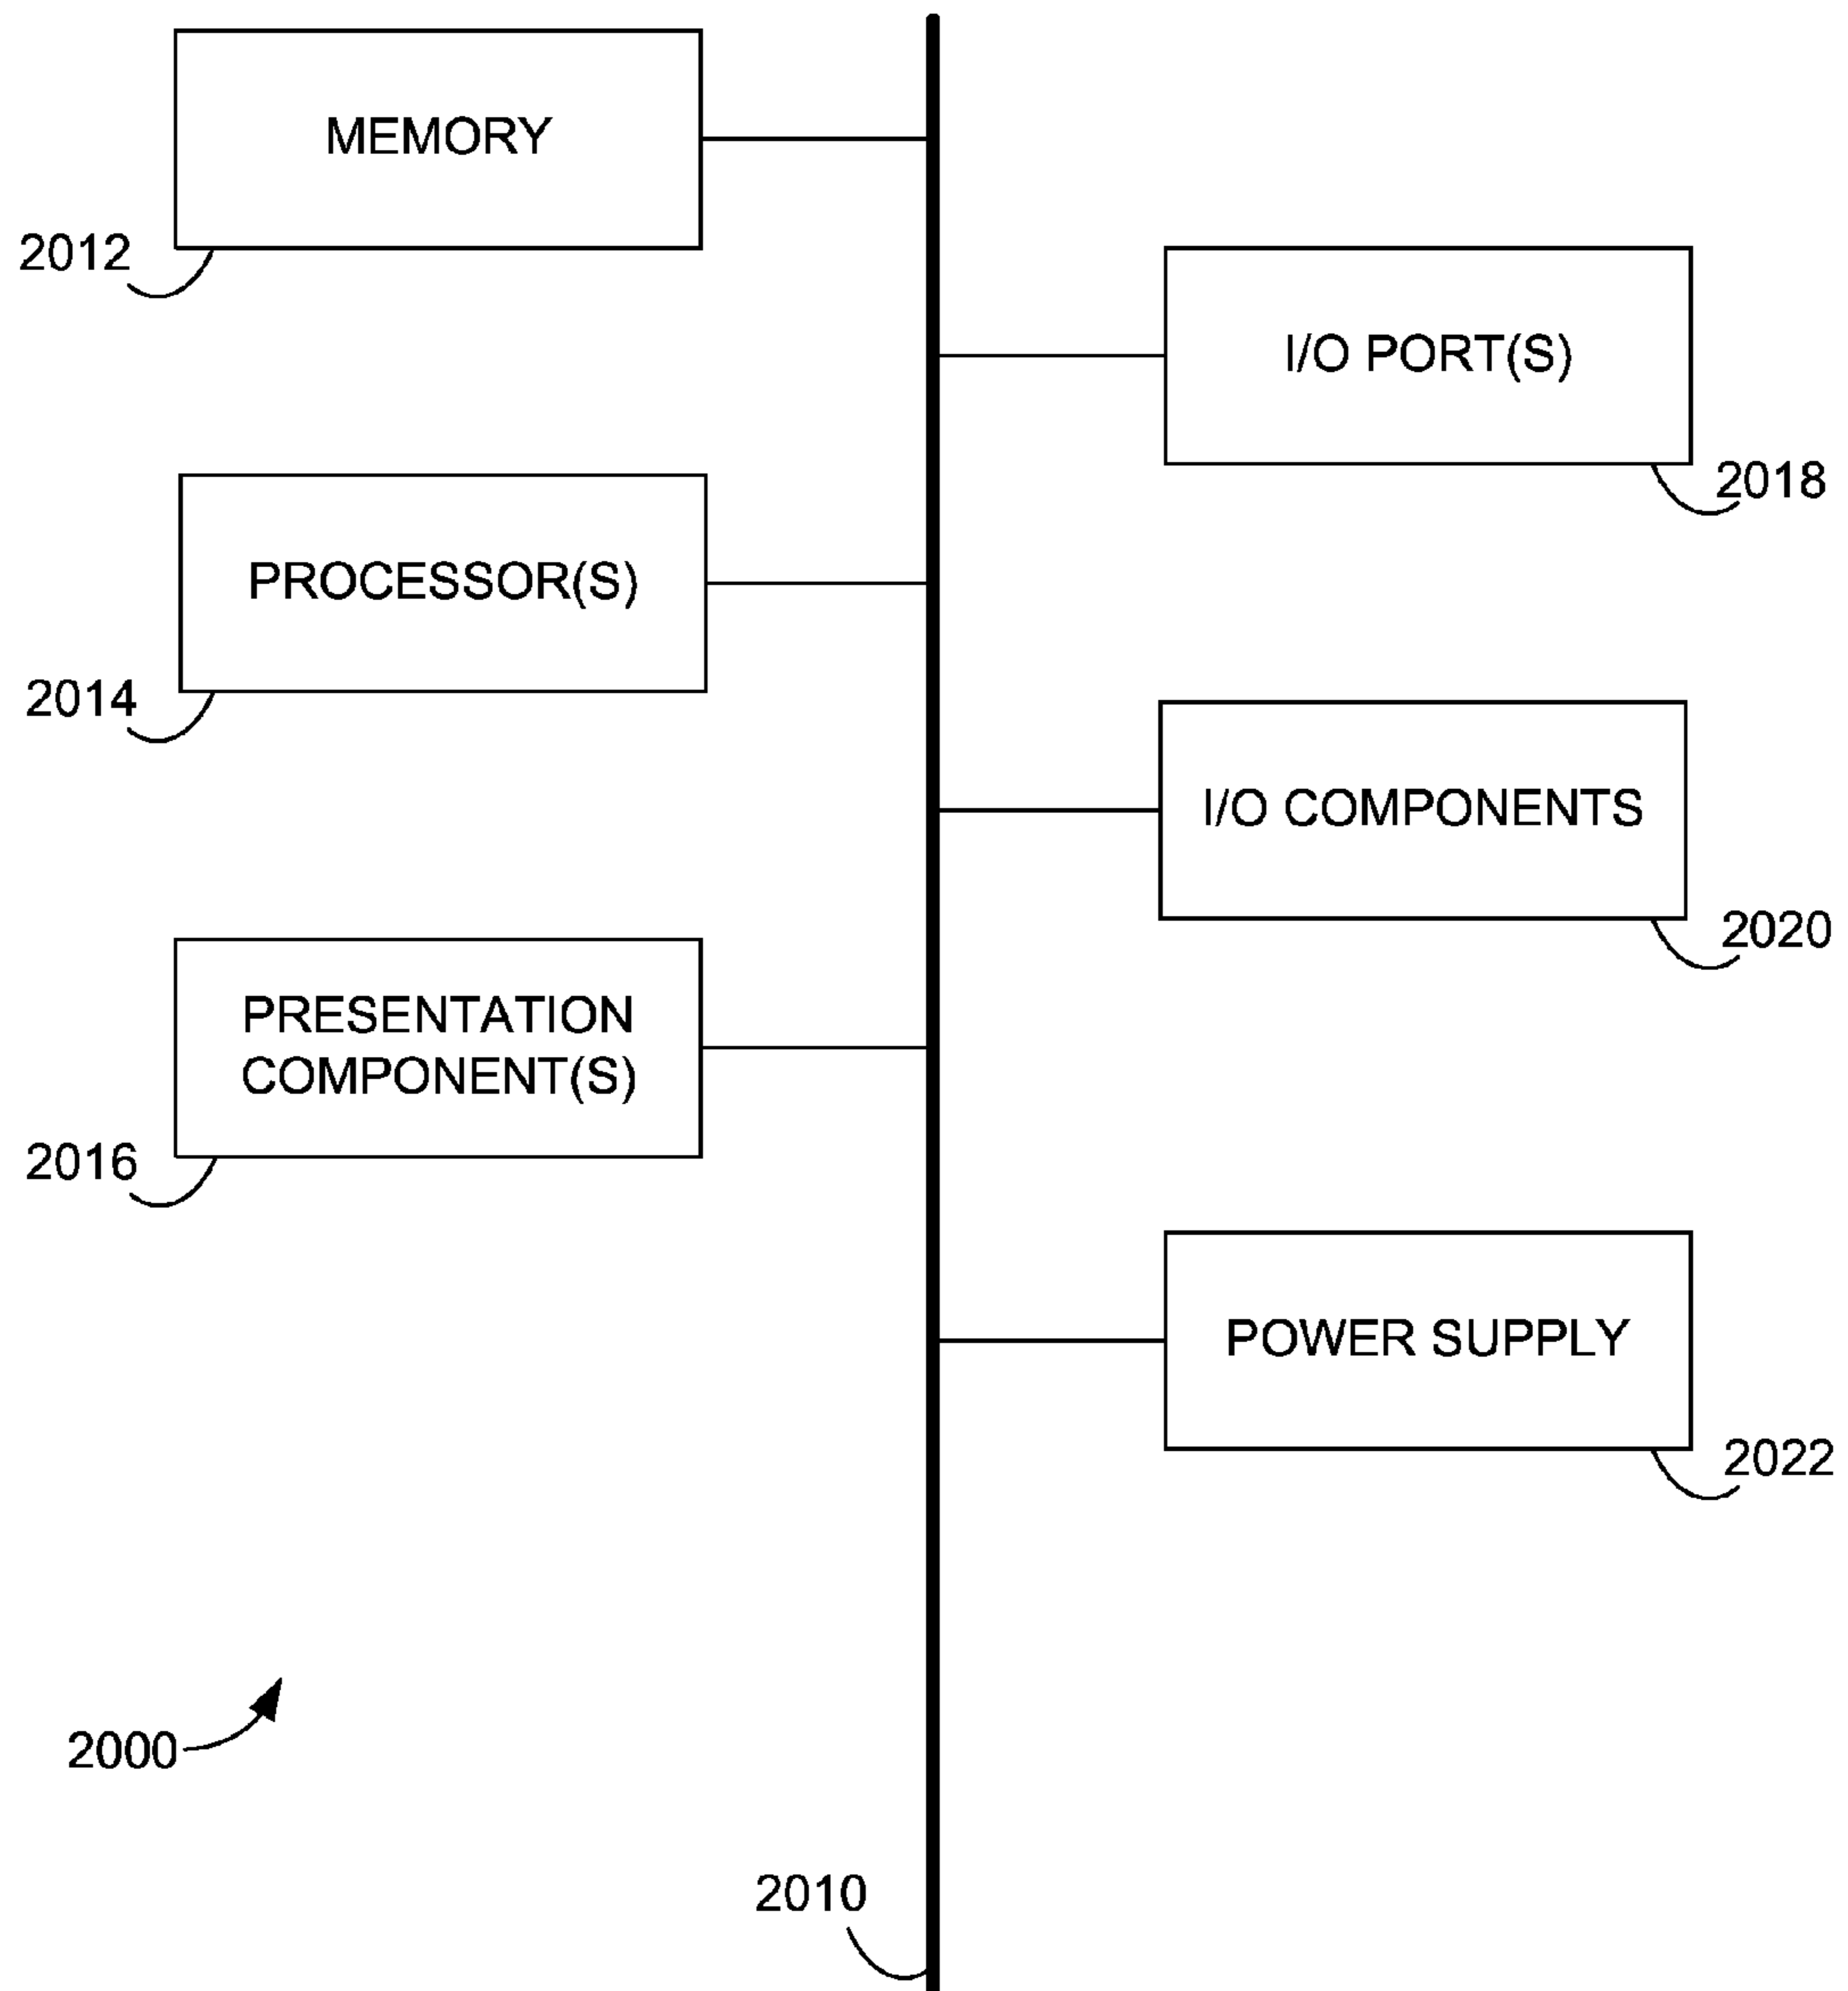 MEMORY
2012
I/O PORT(S)
2018
PROCESSOR(S)
2014
I/O COMPONENTS
2020
PRESENTATION
COMPONENT(S)
2016
POWER SUPPLY
2022
2000
2010